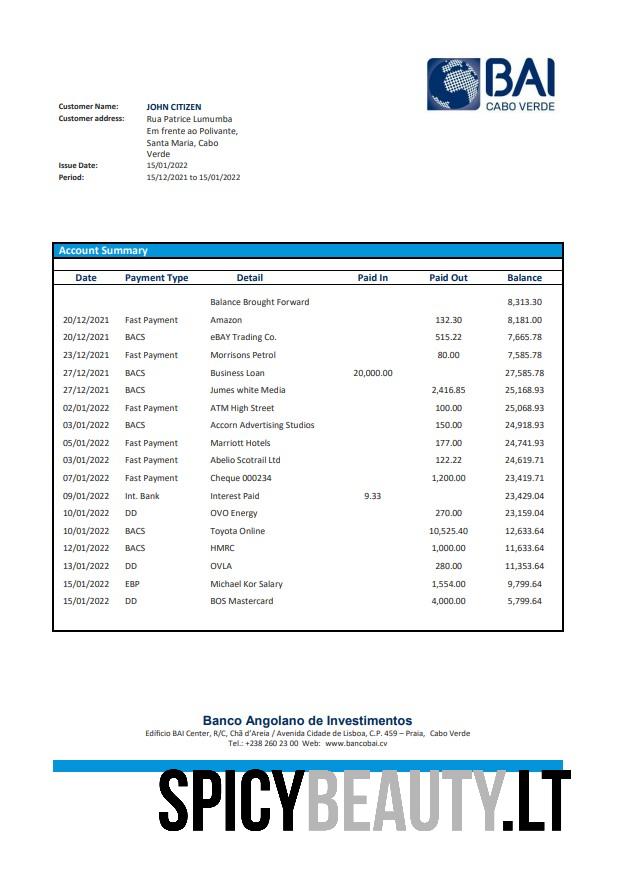 BAI
CABO VERDE
Customer Name: JOHN CITIZEN
Customer address: Rua Patrice Lumumba
Em frente ao Polivante,
Santa Maria, Cabo
Verde
Issue Date: 15/01/2022
Period: 15/12/2021 to 15/01/2022
Account Summary
Date Payment Type Detail Paid In Paid Out Balance
Balance Brought Forward 8,313.30
20/12/2021 Fast Payment Amazon 132.30 8,181.00
20/12/2021 BACS eBAY Trading Co. 515.22 7,665.78
23/12/2021 Fast Payment Morrisons Petrol 80.00 7,585.78
27/12/2021 BACS Business Loan 20,000.00 27,585.78
27/12/2021 BACS Jumes white Media 2,416.85 25,168.93
02/01/2022 Fast Payment ATM High Street 100.00 25,068.93
03/01/2022 BACS Accorn Advertising Studios 150.00 24,918.93
05/01/2022 Fast Payment Marriott Hotels 177.00 24,741.93
03/01/2022 Fast Payment Abelio Scotrail Ltd 122.22 24,619.71
07/01/2022 Fast Payment Cheque 000234 1,200.00 23,419.71
09/01/2022 Int. Bank Interest Paid 9.33 23,429.04
10/01/2022 DD OVO Energy 270.00 23,159.04
10/01/2022 BACS Toyota Online 10,525.40 12,633.64
12/01/2022 BACS HMRC 1,000.00 11,633.64
13/01/2022 DD OVLA 280.00 11,353.64
15/01/2022 EBP Michael Kor Salary 1,554.00 9,799.64
15/01/2022 DD BOS Mastercard 4,000.00 5,799.64
Banco Angolano de Investimentos
Edifício BAI Center, R/C, Chã d'Areia / Avenida Cidade de Lisboa, C.P. 459 – Praia, Cabo Verde
Tel.: +238 260 23 00 Web: www.bancobai.cv
SPICYBEAUTY.LT